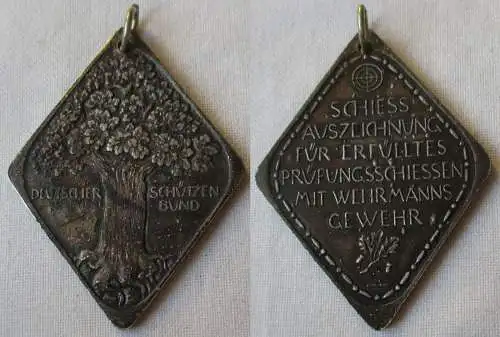 DEUTSCHER SCHÜTZEN
BUND
SCHIESS
AUSZEICHNUNG
FÜR ERFÜLLTES
PRÜFUNGSSCHIESSEN
MIT WEHRMANNS
GEWEHR